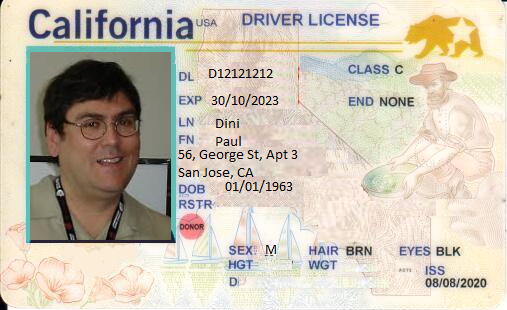 California USA DRIVER LICENSE
DL D12121212 CLASS C
EXP 30/10/2023 END NONE
LN Dini
FN Paul
56, George St, Apt 3
San Jose, CA
DOB 01/01/1963
RSTR
DONOR
SEX: M HAIR BRN EYES BLK
HGT WGT
ISS
D 08/08/2020